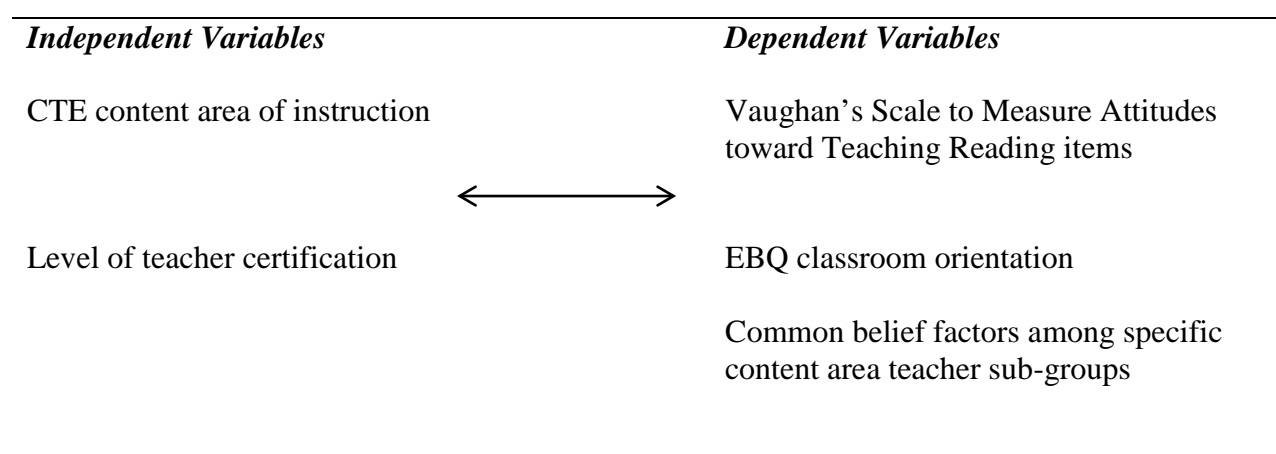 Independent Variables
Dependent Variables
CTE content area of instruction
Vaughan's Scale to Measure Attitudes
toward Teaching Reading items
Level of teacher certification
EBQ classroom orientation
Common belief factors among specific
content area teacher sub-groups